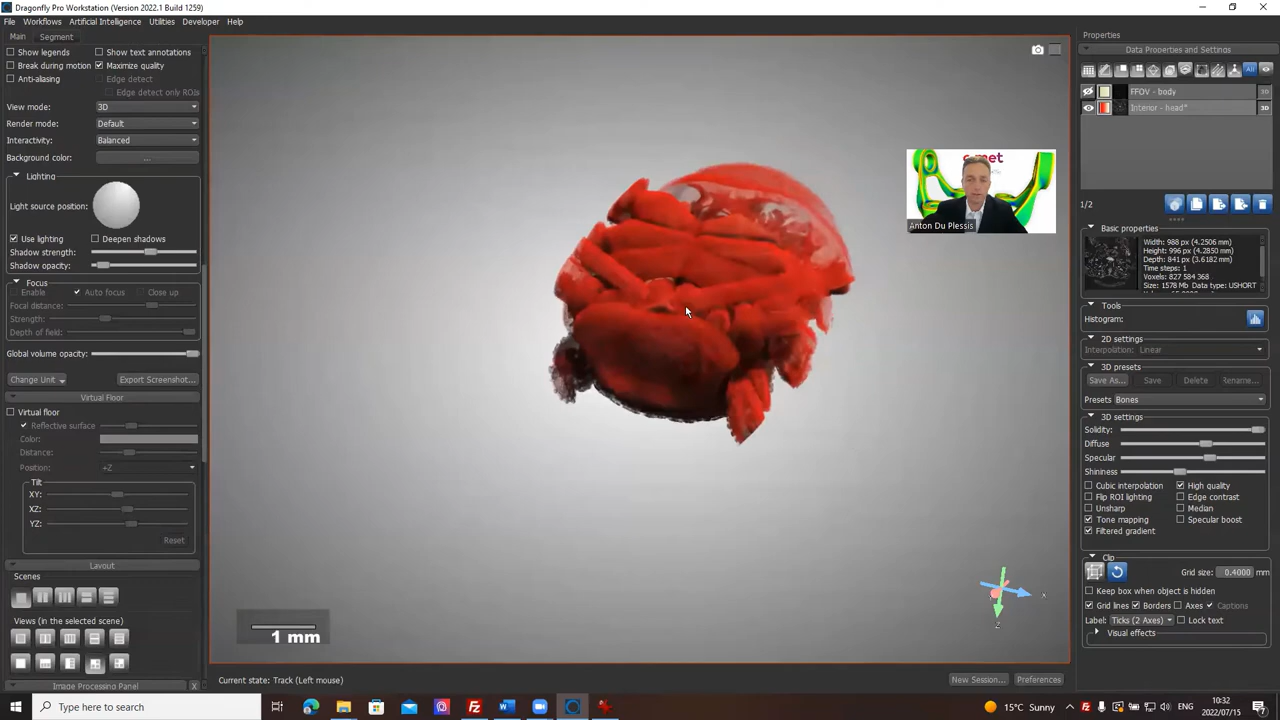 Dragonfly Pro Workstation (Version 2022.1 Build 1259)
File Workflows Artificial Intelligence Utilities Developer Help
Main Segment
Show legends Show text annotations
Break during motion Maximize quality
Anti-aliasing Edge detect
Edge detect only ROIs
View mode: 3D
Render mode: Default
Interactivity: Balanced
Background color: ...
Lighting
Light source position:
Use lighting Deepen shadows
Shadow strength:
Shadow opacity:
Focus
Enable Auto focus Close up
Focal distance:
Strength:
Depth of field:
Global volume opacity:
Change Unit Export Screenshot...
Virtual Floor
Virtual floor
Reflective surface
Color:
Distance:
Position: +Z
Tilt
XY:
XZ:
YZ:
Reset
Layout
Scenes
Views (in the selected scene)
Image Processing Panel
1 mm
Anton Du Plessis
X
Z
Current state: Track (Left mouse)
New Session...
Preferences
Properties
Data Properties and Settings
All
FFOV - body 3D
Interior - head* 3D
1/2
Basic properties
Width: 988 px (4.2506 mm)
Height: 996 px (4.2850 mm)
Depth: 841 px (3.6182 mm)
Time steps: 1
Voxels: 827 584 368
Size: 1578 Mb Data type: USHORT
Tools
Histogram:
2D settings
Interpolation: Linear
3D presets
Save As... Save Delete Rename...
Presets Bones
3D settings
Solidity:
Diffuse
Specular
Shininess
Cubic interpolation High quality
Flip ROI lighting Edge contrast
Unsharp Median
Tone mapping Specular boost
Filtered gradient
Clip
Grid size: 0.4000 mm
Keep box when object is hidden
Grid lines Borders Axes Captions
Label: Ticks (2 Axes) Lock text
Visual effects
Type here to search
15°C Sunny
ENG
10:32
2022/07/15